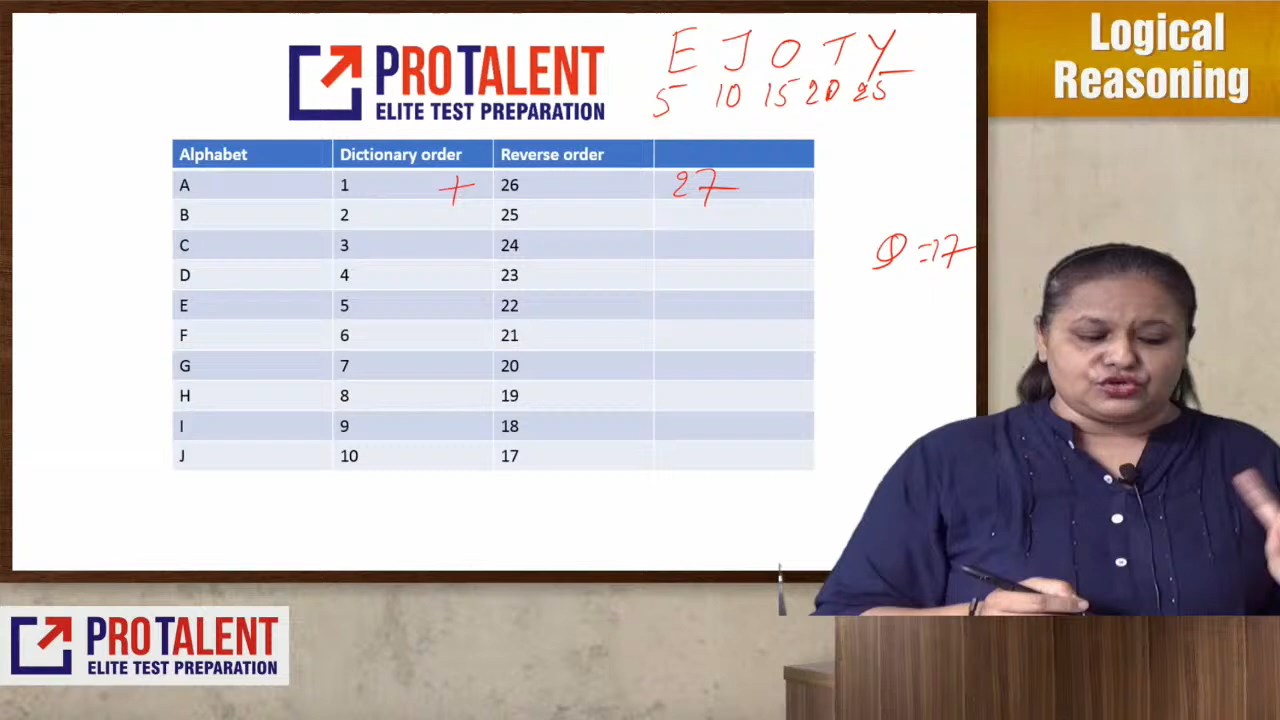 Logical
Reasoning
PROTALENT
ELITE TEST PREPARATION
E J O T Y
5 10 15 20 25
Alphabet Dictionary order Reverse order
A 1 + 26 27
B 2 25
C 3 24
D 4 23
E 5 22
F 6 21
G 7 20
H 8 19
I 9 18
J 10 17
Q = 17
PROTALENT
ELITE TEST PREPARATION